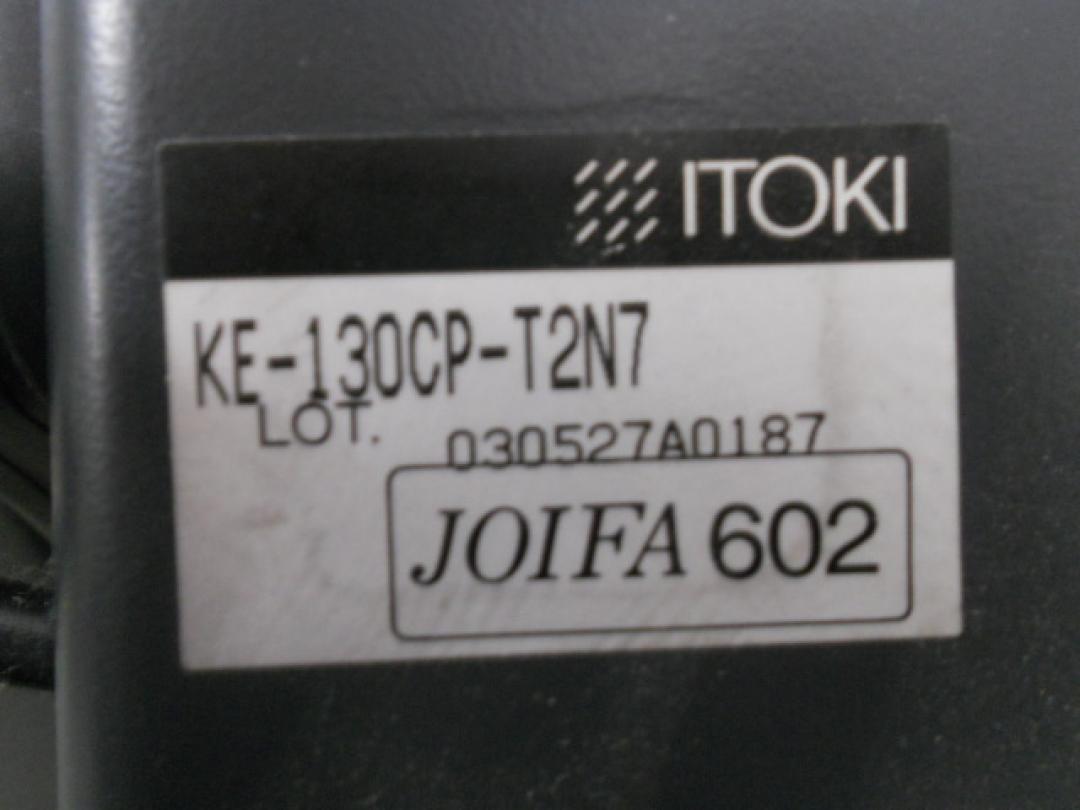 ITOKI
KE-130CP-T2N7
LOT. 030527A0187
JOIFA 602